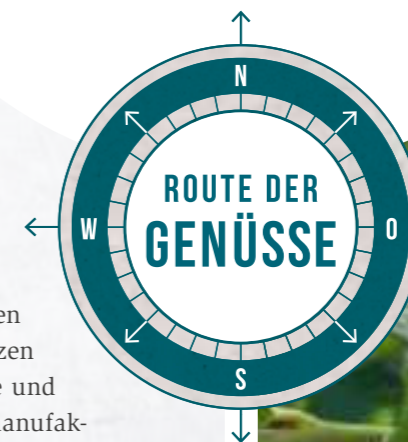 N
ROUTE DER
GENÜSSE
W
O
S
en
zen
e und
anufak-